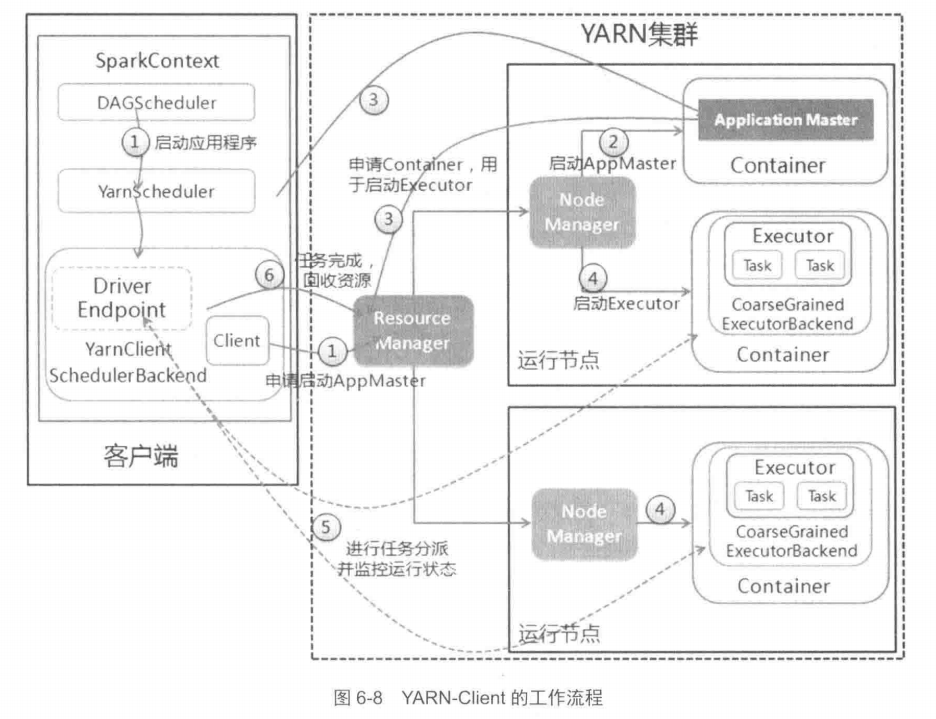 YARN集群
SparkContext
DAGScheduler
① 启动应用程序
YarnScheduler
③
Application Master
②
启动AppMaster
Container
申请Container，用
于启动Executor
③
Node
Manager
Executor
Task Task
④
启动Executor
CoarseGrained
ExecutorBackend
Container
运行节点
⑥ 任务完成，
回收资源
Driver
Endpoint
Resource
Manager
Client
①
YarnClient
SchedulerBackend
申请启动AppMaster
客户端
⑤
进行任务分派
并监控运行状态
Node
Manager
④
Executor
Task Task
CoarseGrained
ExecutorBackend
Container
运行节点
图 6-8 YARN-Client 的工作流程